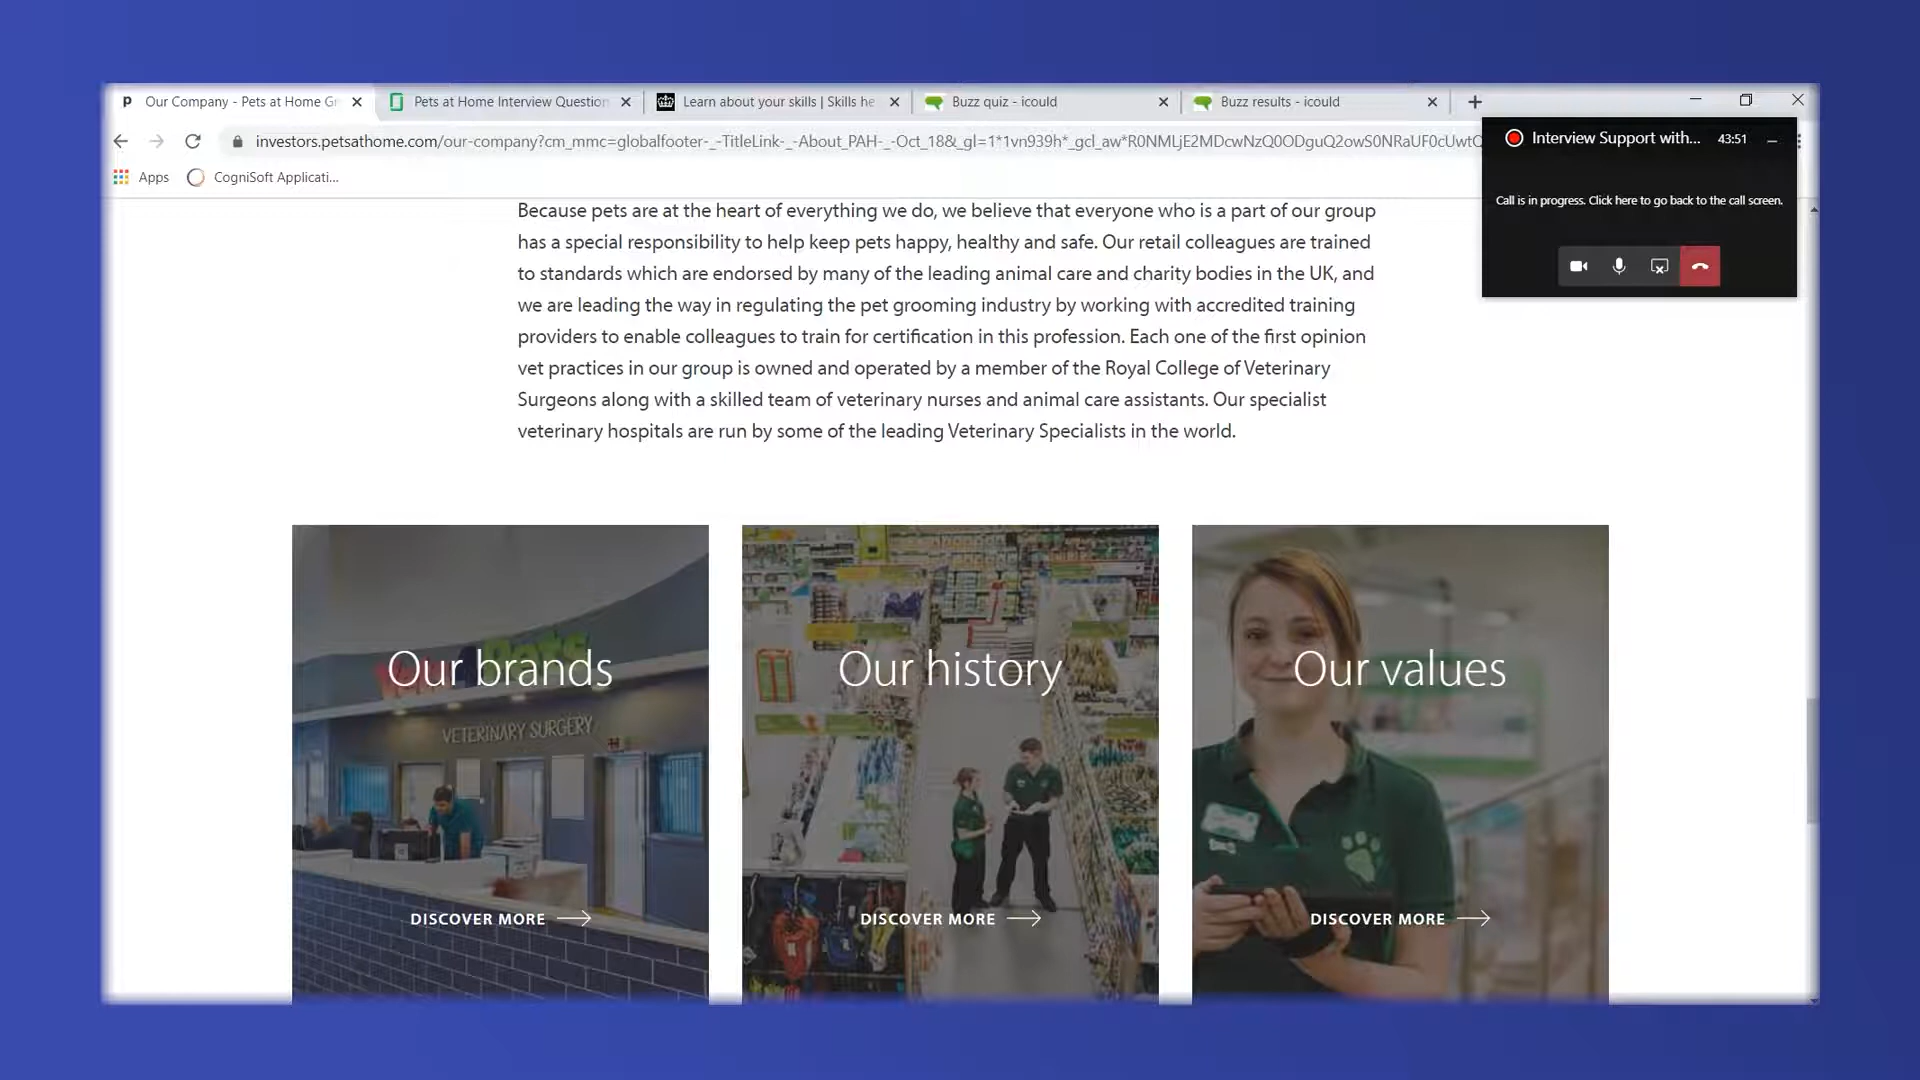 Our Company - Pets at Home Gr
Pets at Home Interview Question
Learn about your skills | Skills he
Buzz quiz - icould
Buzz results - icould
investors.petsathome.com/our-company?cm_mmc=globalfooter-_-TitleLink-_-About_PAH-_-Oct_18&_gl=1*1vn939h*_gcl_aw*R0NMLjE2MDcwNzQ0ODguQ2owS0NRaUF0cUwtQ
Interview Support with...
43:51
Apps
CogniSoft Applicati...
Call is in progress. Click here to go back to the call screen.
Because pets are at the heart of everything we do, we believe that everyone who is a part of our group
has a special responsibility to help keep pets happy, healthy and safe. Our retail colleagues are trained
to standards which are endorsed by many of the leading animal care and charity bodies in the UK, and
we are leading the way in regulating the pet grooming industry by working with accredited training
providers to enable colleagues to train for certification in this profession. Each one of the first opinion
vet practices in our group is owned and operated by a member of the Royal College of Veterinary
Surgeons along with a skilled team of veterinary nurses and animal care assistants. Our specialist
veterinary hospitals are run by some of the leading Veterinary Specialists in the world.
Our brands
Our history
Our values
VETERINARY SURGERY
DISCOVER MORE
DISCOVER MORE
DISCOVER MORE